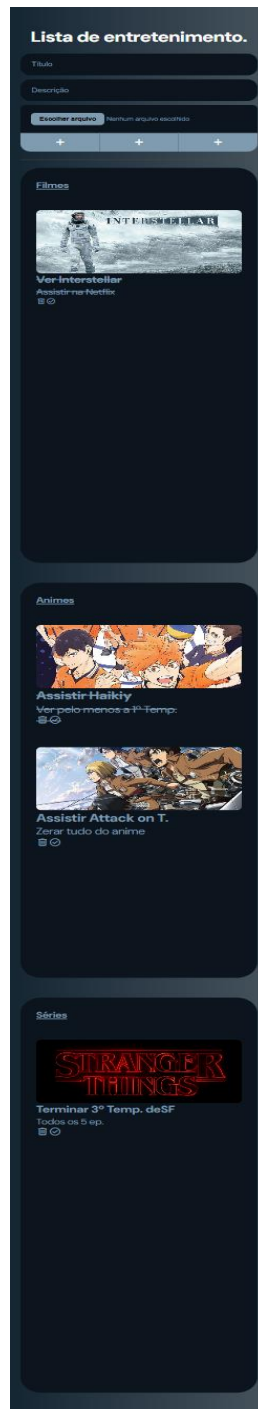 Lista de entretenimento.
Título
Descrição
Escolher arquivo Nenhum arquivo escolhido
+ + +
Filmes
INTERSTELLAR
Ver Interstellar
Assistir na Netflix
Animes
Assistir Haikiy
Ver pelo menos a 1º Temp.
Assistir Attack on T.
Zerar tudo do anime
Séries
STRANGER
THINGS
Terminar 3º Temp. deSF
Todos os 5 ep.